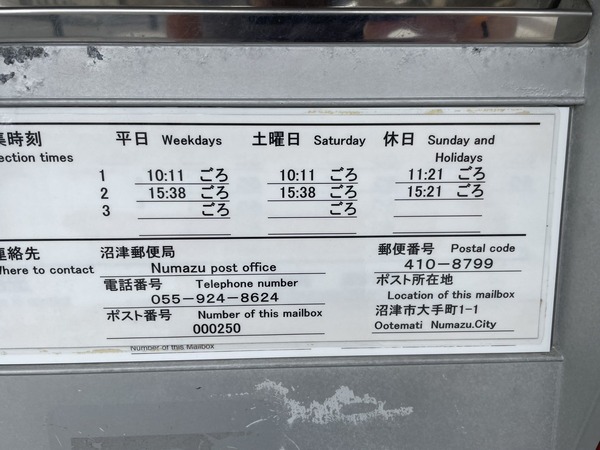 集時刻 平日 Weekdays 土曜日 Saturday 休日 Sunday and
ection times Holidays
1 10:11 ごろ 10:11 ごろ 11:21 ごろ
2 15:38 ごろ 15:38 ごろ 15:21 ごろ
3 ごろ ごろ
連絡先 沼津郵便局 郵便番号 Postal code
Where to contact Numazu post office 410-8799
電話番号 Telephone number ポスト所在地
055-924-8624 Location of this mailbox
ポスト番号 Number of this mailbox 沼津市大手町1-1
000250 Ootemati Numazu.City
Number of this Mailbox